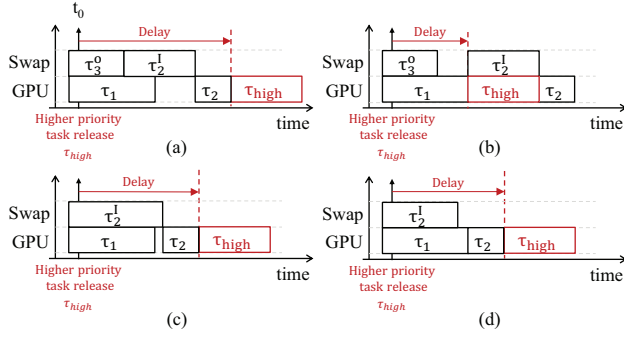 t₀
Delay
Swap
τ₃ᵒ
τ₂ᴵ
GPU
τ₁
τ₂
τhigh
Higher priority
task release
τhigh
time
(a)
Delay
Swap
τ₃ᵒ
τ₂ᴵ
GPU
τ₁
τhigh
τ₂
Higher priority
task release
τhigh
time
(b)
Delay
Swap
τ₂ᴵ
GPU
τ₁
τ₂
τhigh
Higher priority
task release
τhigh
time
(c)
Delay
Swap
τ₂ᴵ
GPU
τ₁
τ₂
τhigh
Higher priority
task release
τhigh
time
(d)